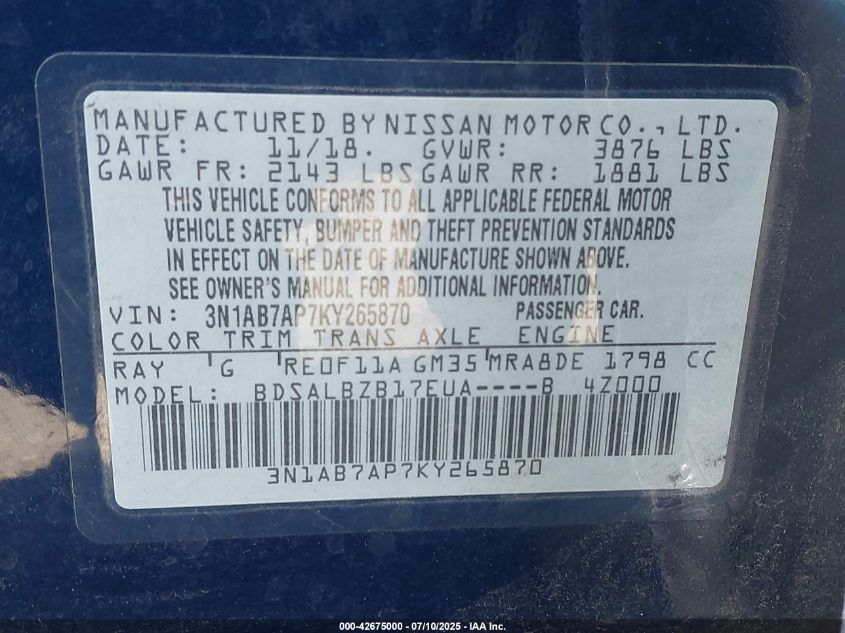 MANUFACTURED BY NISSAN MOTOR CO., LTD.
DATE: 11/18. GVWR: 3876 LBS
GAWR FR: 2143 LBS GAWR RR: 1881 LBS
THIS VEHICLE CONFORMS TO ALL APPLICABLE FEDERAL MOTOR
VEHICLE SAFETY, BUMPER AND THEFT PREVENTION STANDARDS
IN EFFECT ON THE DATE OF MANUFACTURE SHOWN ABOVE.
SEE OWNER'S MANUAL FOR ADDITIONAL INFORMATION.
VIN: 3N1AB7AP7KY265870 PASSENGER CAR.
COLOR TRIM TRANS AXLE ENGINE
RAY G RE0F11A GM35 MRA8DE 1798 CC
MODEL: BDSALBZB17EUA----B 4Z000
3N1AB7AP7KY265870
000-42675000 - 07/10/2025 - IAA Inc.